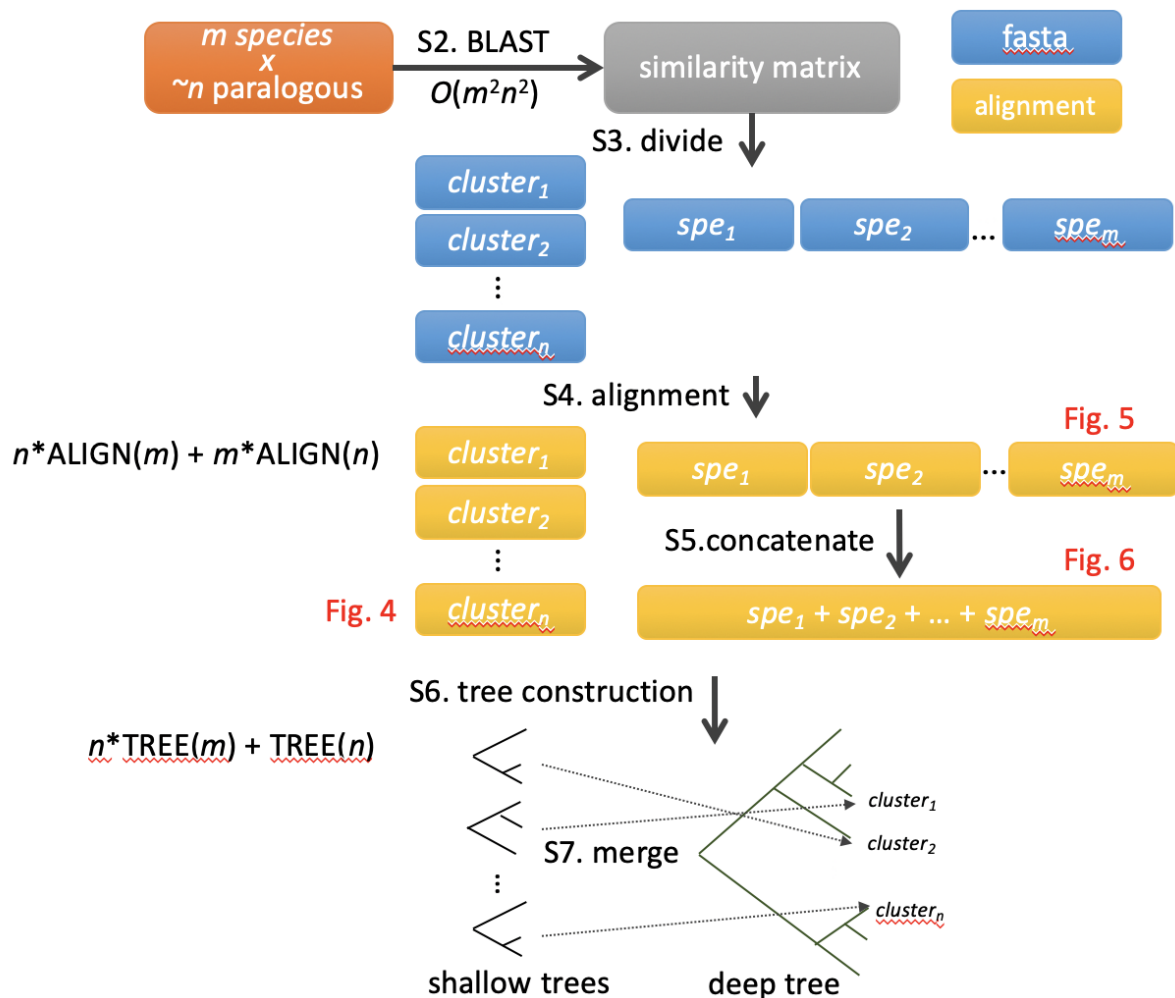 m species
x
~n paralogous
S2. BLAST
O(m²n²)
similarity matrix
fasta
alignment
S3. divide
cluster₁
cluster₂
⋮
clusterₙ
spe₁
spe₂
...
speₘ
S4. alignment
n*ALIGN(m) + m*ALIGN(n)
cluster₁
cluster₂
⋮
Fig. 4
clusterₙ
Fig. 5
spe₁
spe₂
...
speₘ
S5.concatenate
Fig. 6
spe₁ + spe₂ + ... + speₘ
S6. tree construction
n*TREE(m) + TREE(n)
S7. merge
⋮
cluster₁
cluster₂
clusterₙ
shallow trees
deep tree